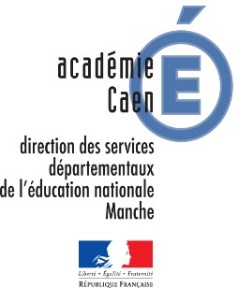 académie
Caen
É
direction des services
départementaux
de l'éducation nationale
Manche
Liberté • Égalité • Fraternité
RÉPUBLIQUE FRANÇAISE